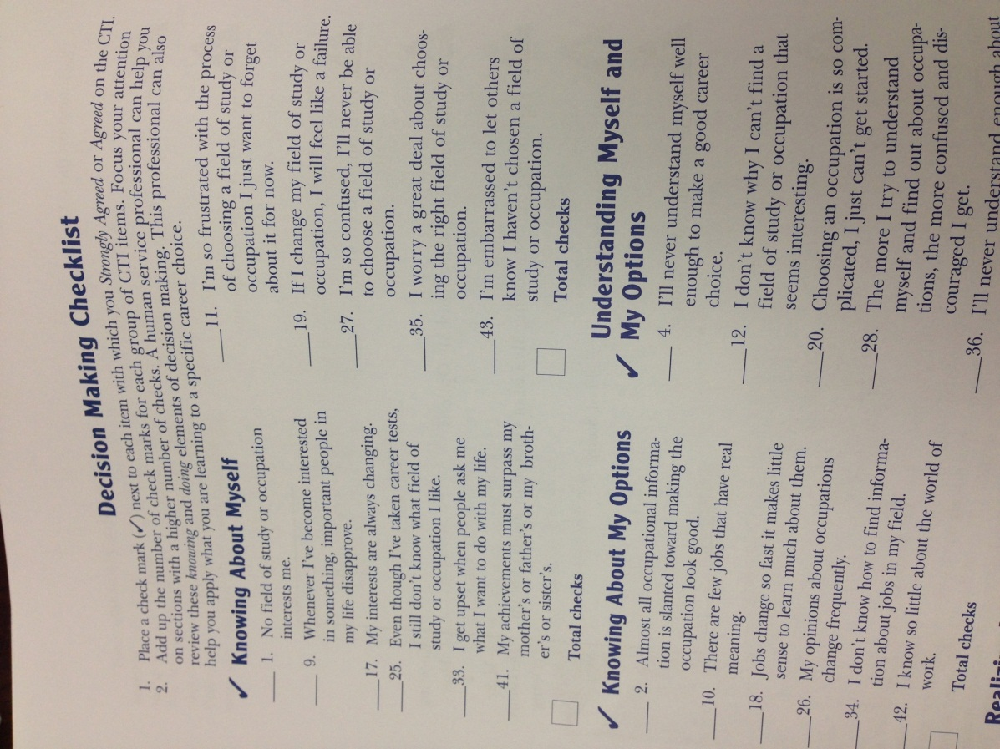 Decision Making Checklist
1. Place a check mark (✓) next to each item with which you Strongly Agreed or Agreed on the CTI.
2. Add up the number of check marks for each group of CTI items. Focus your attention
on sections with a higher number of checks. A human service professional can help you
review these knowing and doing elements of decision making. This professional can also
help you apply what you are learning to a specific career choice.
✓ Knowing About Myself
___ 1. No field of study or occupation
interests me.
___ 9. Whenever I've become interested
in something, important people in
my life disapprove.
___17. My interests are always changing.
___25. Even though I've taken career tests,
I still don't know what field of
study or occupation I like.
___33. I get upset when people ask me
what I want to do with my life.
___41. My achievements must surpass my
mother's or father's or my broth-
er's or sister's.
Total checks
___11. I'm so frustrated with the process
of choosing a field of study or
occupation I just want to forget
about it for now.
___19. If I change my field of study or
occupation, I will feel like a failure.
___27. I'm so confused, I'll never be able
to choose a field of study or
occupation.
___35. I worry a great deal about choos-
ing the right field of study or
occupation.
___43. I'm embarrassed to let others
know I haven't chosen a field of
study or occupation.
Total checks
✓ Knowing About My Options
___ 2. Almost all occupational informa-
tion is slanted toward making the
occupation look good.
___10. There are few jobs that have real
meaning.
___18. Jobs change so fast it makes little
sense to learn much about them.
___26. My opinions about occupations
change frequently.
___34. I don't know how to find informa-
tion about jobs in my field.
___42. I know so little about the world of
work.
Total checks
✓ Understanding Myself and
My Options
___ 4. I'll never understand myself well
enough to make a good career
choice.
___12. I don't know why I can't find a
field of study or occupation that
seems interesting.
___20. Choosing an occupation is so com-
plicated, I just can't get started.
___28. The more I try to understand
myself and find out about occupa-
tions, the more confused and dis-
couraged I get.
___36. I'll never understand enough about